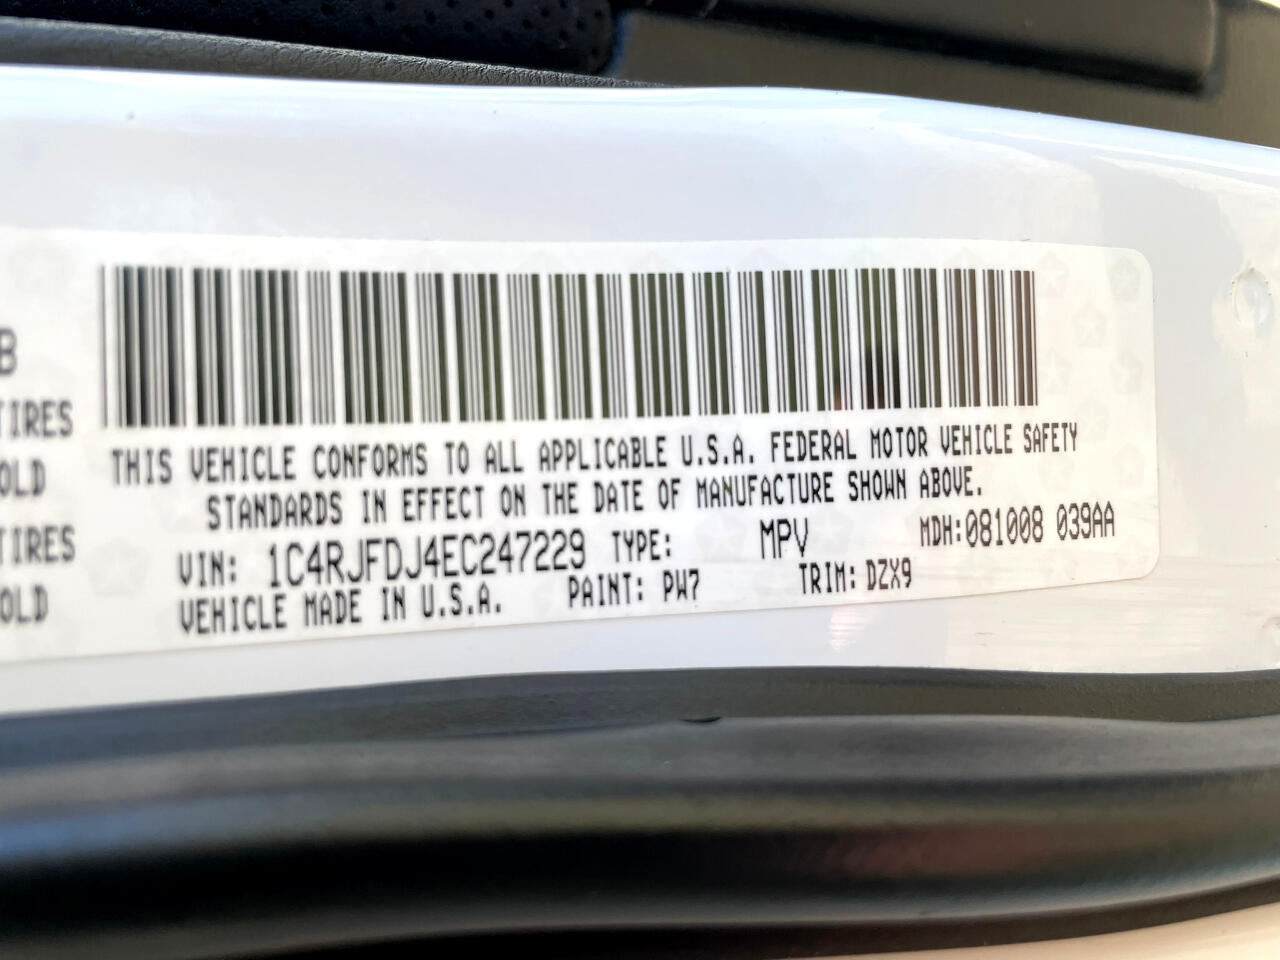 B
TIRES
OLD
TIRES
OLD
THIS VEHICLE CONFORMS TO ALL APPLICABLE U.S.A. FEDERAL MOTOR VEHICLE SAFETY
STANDARDS IN EFFECT ON THE DATE OF MANUFACTURE SHOWN ABOVE.
VIN: 1C4RJFDJ4EC247229 TYPE: MPV MDH:081008 039AA
VEHICLE MADE IN U.S.A. PAINT: PW7 TRIM: DZX9